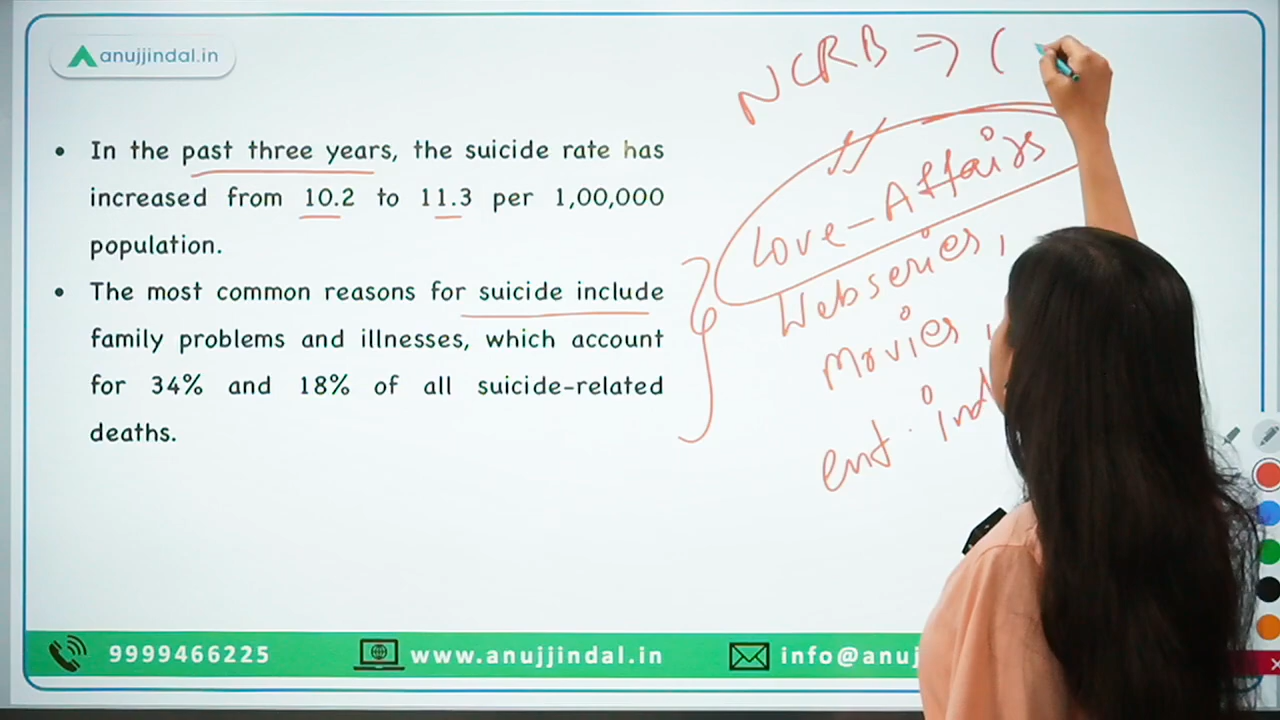 anujjindal.in
• In the past three years, the suicide rate has
increased from 10.2 to 11.3 per 1,00,000
population.
• The most common reasons for suicide include
family problems and illnesses, which account
for 34% and 18% of all suicide-related
deaths.
NCRB → (
Love-Affairs
Webseries,
Movies,
ent. ind
9999466225
www.anujjindal.in
info@anuj